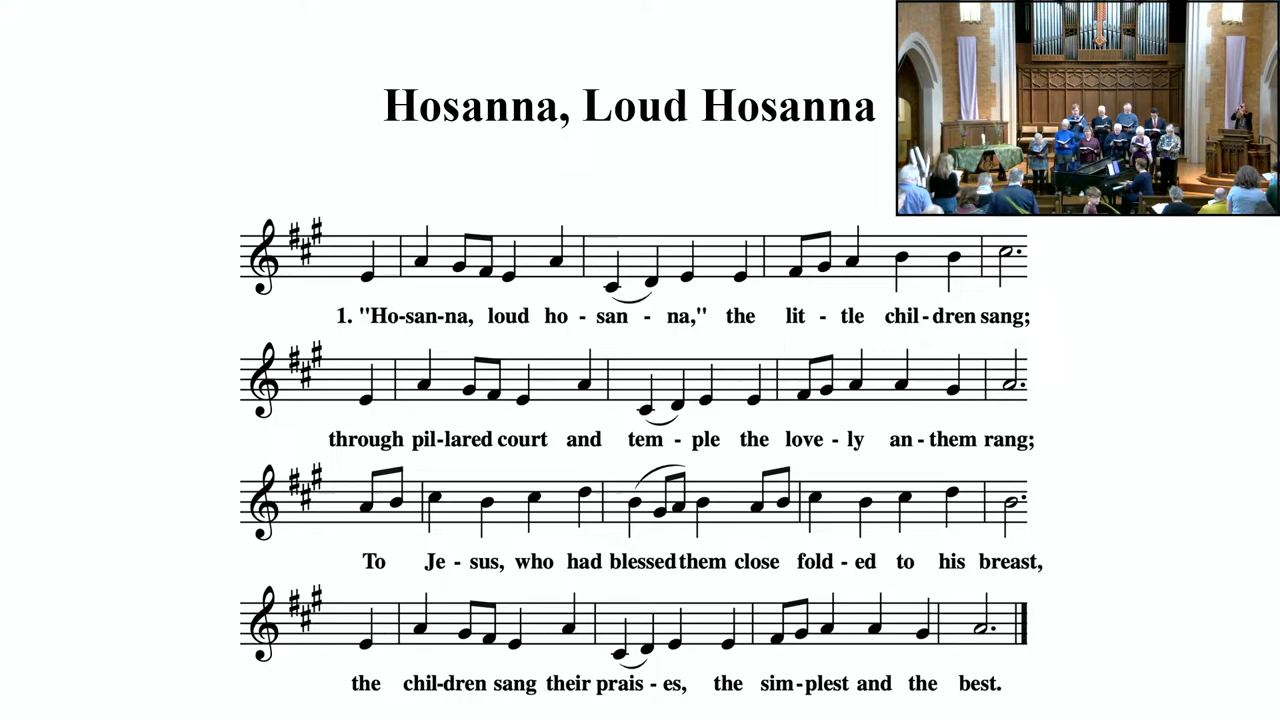 Hosanna, Loud Hosanna
1. "Ho-san-na, loud ho - san - na," the lit - tle chil - dren sang;
through pil-lared court and tem - ple the love - ly an - them rang;
To Je - sus, who had blessed them close fold - ed to his breast,
the chil-dren sang their prais - es, the sim-plest and the best.